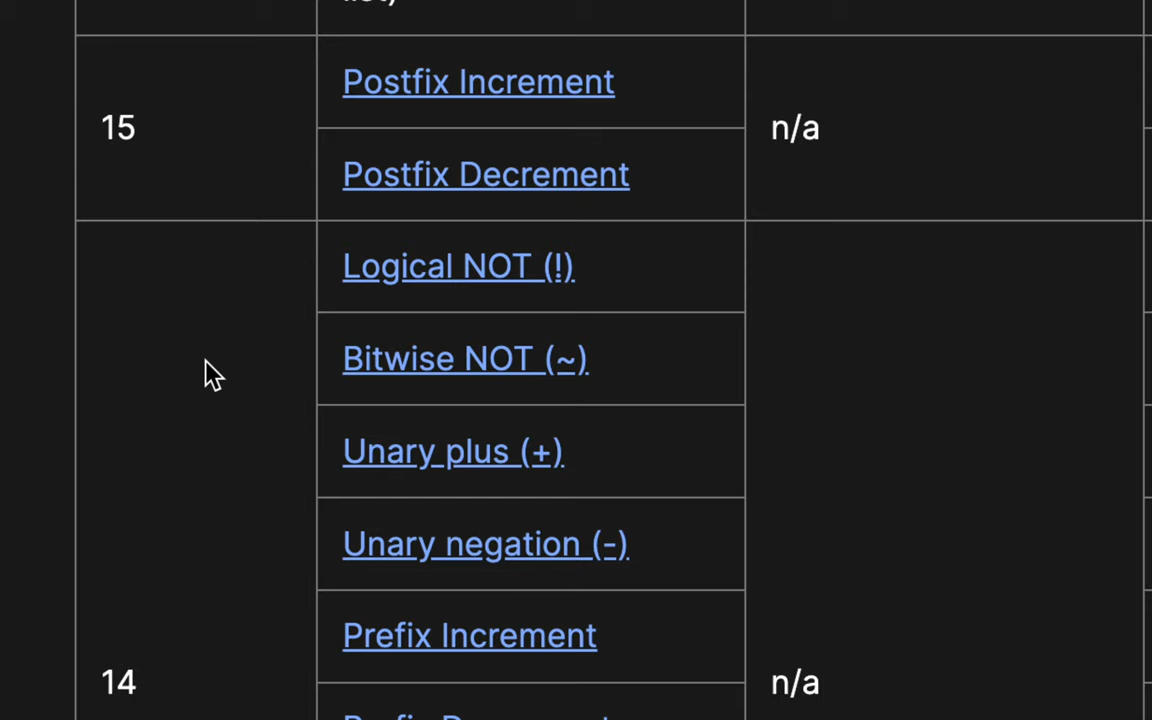 15
Postfix Increment
n/a
Postfix Decrement
Logical NOT (!)
Bitwise NOT (~)
Unary plus (+)
Unary negation (-)
Prefix Increment
14
n/a